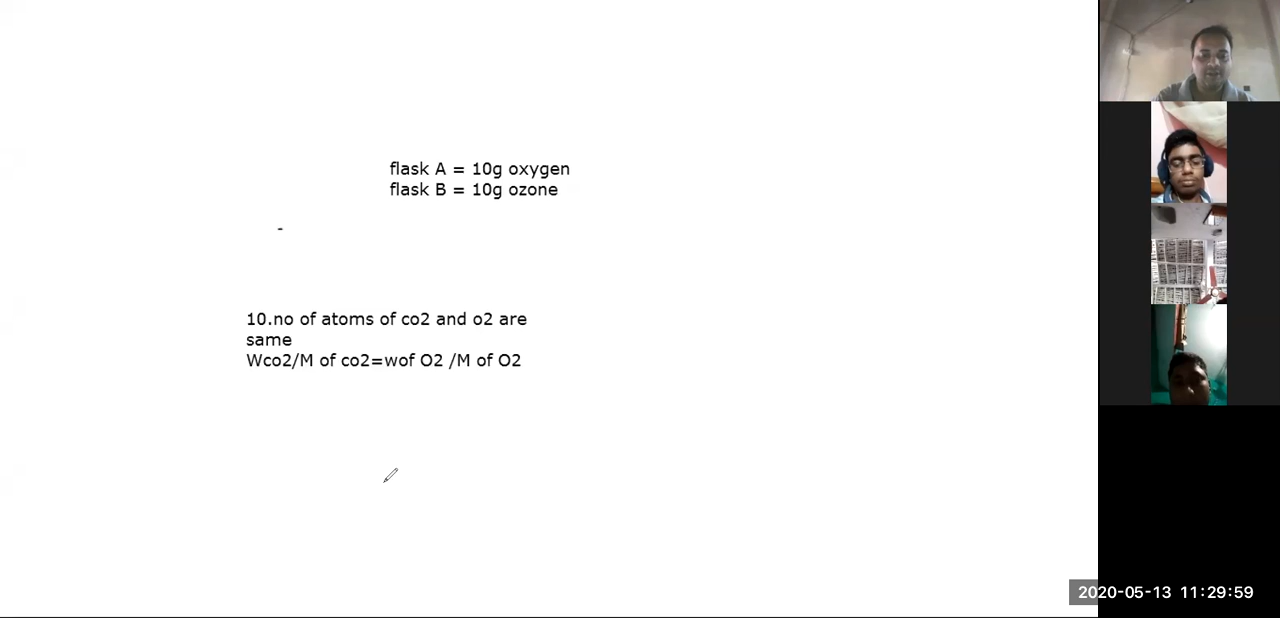 flask A = 10g oxygen
flask B = 10g ozone
-
10.no of atoms of co2 and o2 are
same
Wco2/M of co2=wof O2 /M of O2
2020-05-13 11:29:59